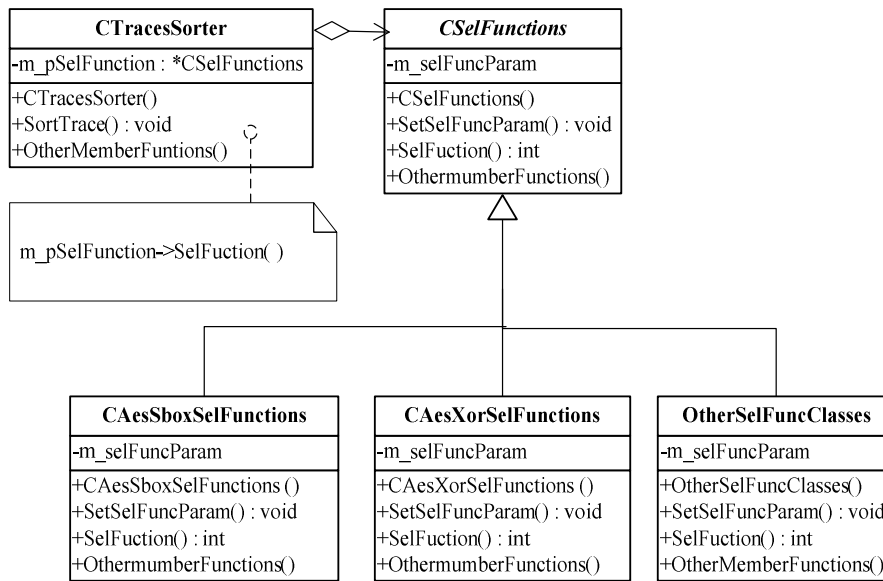 CTracesSorter
-m_pSelFunction : *CSelFunctions
+CTracesSorter()
+SortTrace() : void
+OtherMemberFuntions()
m_pSelFunction->SelFuction( )
CSelFunctions
-m_selFuncParam
+CSelFunctions()
+SetSelFuncParam() : void
+SelFuction() : int
+OthermumberFunctions()
CAesSboxSelFunctions
-m_selFuncParam
+CAesSboxSelFunctions ()
+SetSelFuncParam() : void
+SelFuction() : int
+OthermumberFunctions()
CAesXorSelFunctions
-m_selFuncParam
+CAesXorSelFunctions ()
+SetSelFuncParam() : void
+SelFuction() : int
+OthermumberFunctions()
OtherSelFuncClasses
-m_selFuncParam
+OtherSelFuncClasses()
+SetSelFuncParam() : void
+SelFuction() : int
+OtherMemberFunctions()